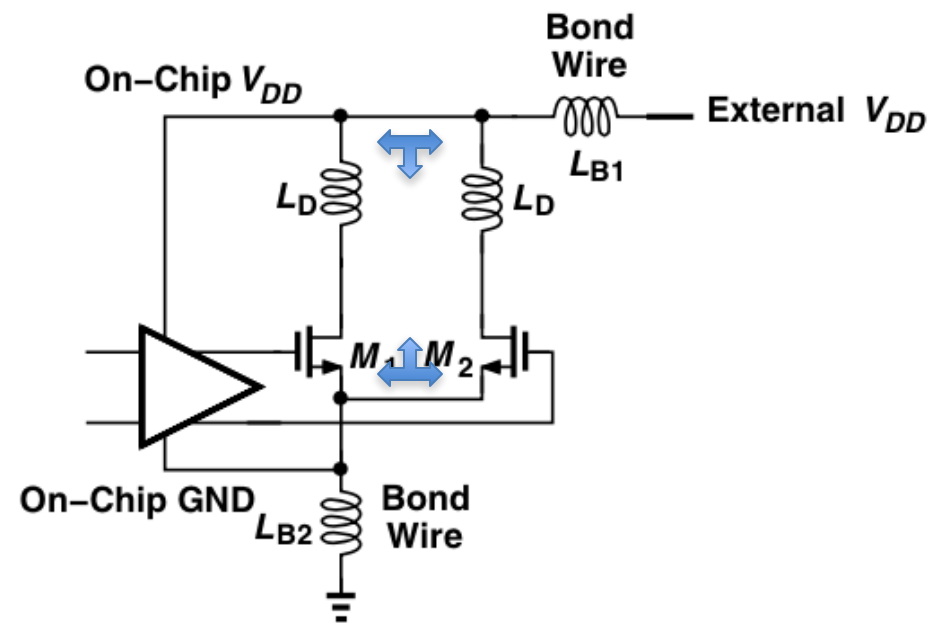 Bond
Wire
On–Chip VDD
External VDD
LB1
LD
LD
M1
M2
On–Chip GND
Bond
Wire
LB2